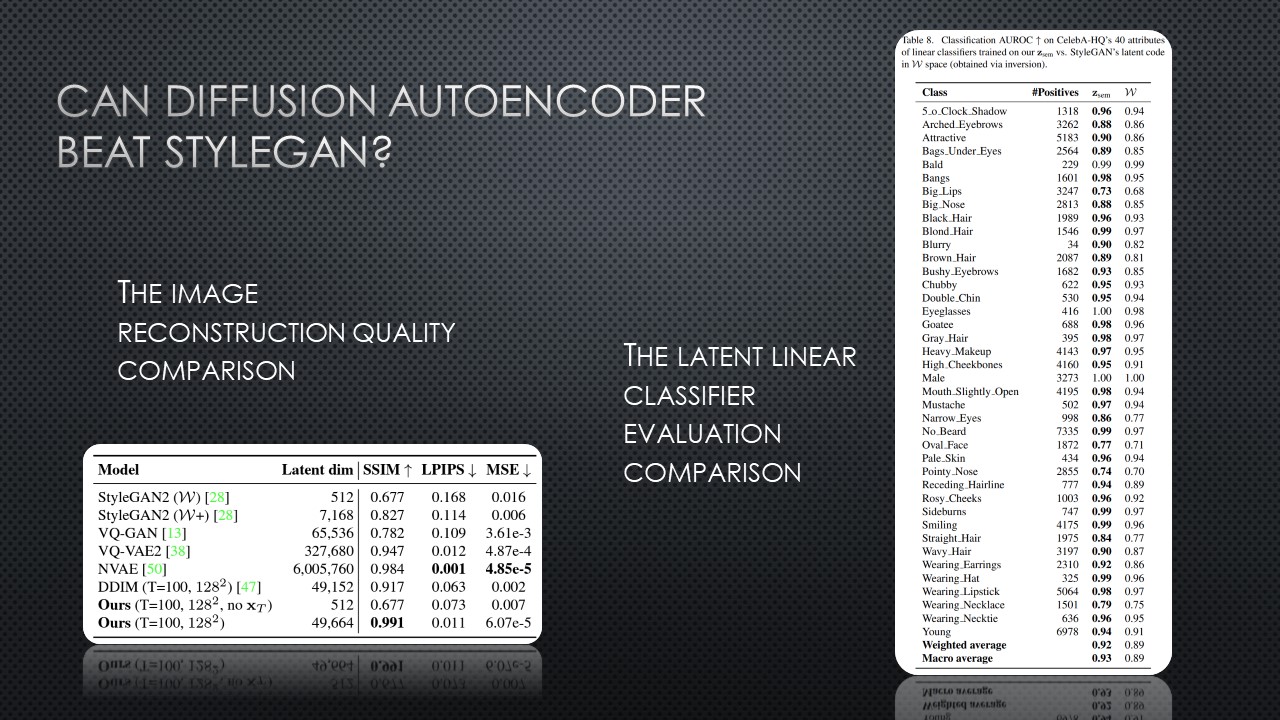 CAN DIFFUSION AUTOENCODER
BEAT STYLEGAN?
THE IMAGE
RECONSTRUCTION QUALITY
COMPARISON
Model Latent dim SSIM ↑ LPIPS ↓ MSE ↓
StyleGAN2 (W) [28] 512 0.677 0.168 0.016
StyleGAN2 (W+) [28] 7,168 0.827 0.114 0.006
VQ-GAN [13] 65,536 0.782 0.109 3.61e-3
VQ-VAE2 [38] 327,680 0.947 0.012 4.87e-4
NVAE [50] 6,005,760 0.984 0.001 4.85e-5
DDIM (T=100, 128²) [47] 49,152 0.917 0.063 0.002
Ours (T=100, 128², no x_T) 512 0.677 0.073 0.007
Ours (T=100, 128²) 49,664 0.991 0.011 6.07e-5
THE LATENT LINEAR
CLASSIFIER
EVALUATION
COMPARISON
Table 8. Classification AUROC ↑ on CelebA-HQ's 40 attributes
of linear classifiers trained on our z_sem vs. StyleGAN's latent code
in W space (obtained via inversion).
Class #Positives z_sem W
5_o_Clock_Shadow 1318 0.96 0.94
Arched_Eyebrows 3262 0.88 0.86
Attractive 5183 0.90 0.86
Bags_Under_Eyes 2564 0.89 0.85
Bald 229 0.99 0.99
Bangs 1601 0.98 0.95
Big_Lips 3247 0.73 0.68
Big_Nose 2813 0.88 0.85
Black_Hair 1989 0.96 0.93
Blond_Hair 1546 0.99 0.97
Blurry 34 0.90 0.82
Brown_Hair 2087 0.89 0.81
Bushy_Eyebrows 1682 0.93 0.85
Chubby 622 0.95 0.93
Double_Chin 530 0.95 0.94
Eyeglasses 416 1.00 0.98
Goatee 688 0.98 0.96
Gray_Hair 395 0.98 0.97
Heavy_Makeup 4143 0.97 0.95
High_Cheekbones 4160 0.95 0.91
Male 3273 1.00 1.00
Mouth_Slightly_Open 4195 0.98 0.94
Mustache 502 0.97 0.94
Narrow_Eyes 998 0.86 0.77
No_Beard 7335 0.99 0.97
Oval_Face 1872 0.77 0.71
Pale_Skin 434 0.96 0.94
Pointy_Nose 2855 0.74 0.70
Receding_Hairline 777 0.94 0.89
Rosy_Cheeks 1003 0.96 0.92
Sideburns 747 0.99 0.97
Smiling 4175 0.99 0.96
Straight_Hair 1975 0.84 0.77
Wavy_Hair 3197 0.90 0.87
Wearing_Earrings 2310 0.92 0.86
Wearing_Hat 325 0.99 0.96
Wearing_Lipstick 5064 0.98 0.97
Wearing_Necklace 1501 0.79 0.75
Wearing_Necktie 636 0.96 0.95
Young 6978 0.94 0.91
Weighted average 0.92 0.89
Macro average 0.93 0.89